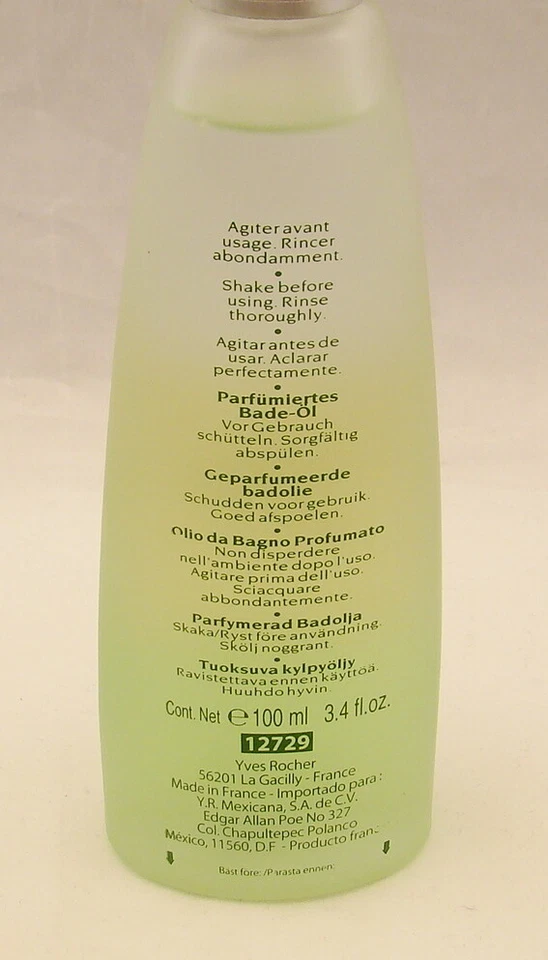 Agiter avant
usage. Rincer
abondamment.
•
Shake before
using. Rinse
thoroughly.
•
Agitar antes de
usar. Aclarar
perfectamente.
•
Parfümiertes
Bade-Öl
Vor Gebrauch
schütteln. Sorgfältig
abspülen.
•
Geparfumeerde
badolie
Schudden voor gebruik.
Goed afspoelen.
•
Olio da Bagno Profumato
Non disperdere
nell'ambiente dopo l'uso.
Agitare prima dell'uso.
Sciacquare
abbondantemente.
•
Parfymerad Badolja
Skaka/Ryst före användning.
Skölj noggrant.
•
Tuoksuva kylpyöljy
Ravistettava ennen käyttöä.
Huuhdo hyvin.
Cont. Net ℮ 100 ml 3.4 fl.oz.
12729
Yves Rocher
56201 La Gacilly - France
Made in France - Importado para :
Y.R. Mexicana, S.A. de C.V.
Edgar Allan Poe No 327
Col. Chapultepec Polanco
México, 11560, D.F - Producto
Bäst före: /Parasta ennen: